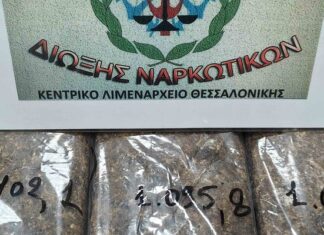 ΔΙΩΞΗΣ ΝΑΡΚΩΤΙΚΩΝ
ΚΕΝΤΡΙΚΟ ΛΙΜΕΝΑΡΧΕΙΟ ΘΕΣΣΑΛΟΝΙΚΗΣ
1.095,8